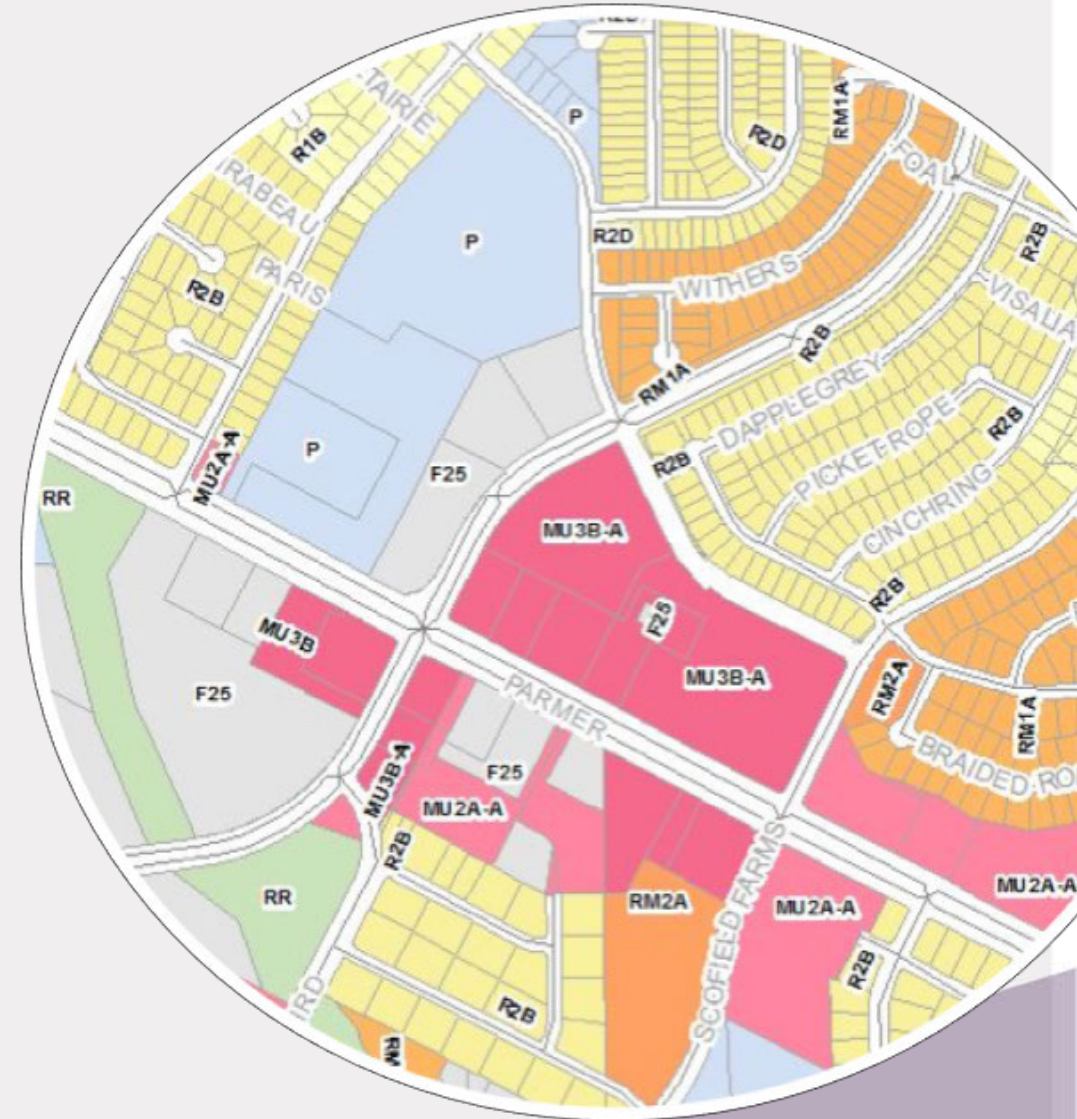 R2D
TAIRIE
R1B
P
RM1A
R2D
FOAL
RABEAU
P
R2D
R2B
PARIS
WITHERS
VISALIA
R2B
R2B
RM1A
DAPPLEGREY
PICKET ROPE
R2B
MU2A-A
P
R2B
F25
CINCHRING
RR
MU3B-A
R2B
F25
MU3B
F25
PARMER
MU3B-A
RM2A
RM1A
MU3B-A
F25
BRAIDED RO
MU2A-A
R2B
SCOFIELD FARMS
MU2A-A
RR
RM2A
MU2A-A
R2B
R2B
IRD
RM